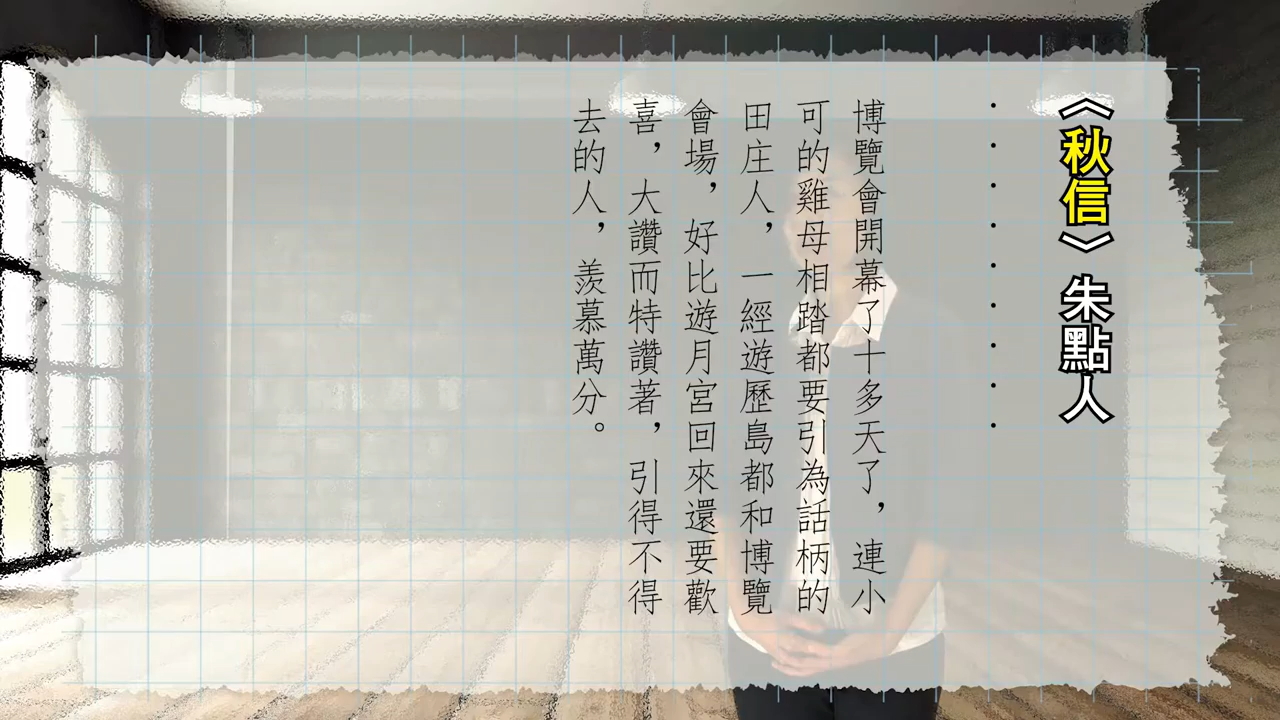 《秋信》朱點人
博覽會開幕了十多天了，連小
可的雞母相踏都要引為話柄的
田庄人，一經遊歷島都和博覽
會場，好比遊月宮回來還要歡
喜，大讚而特讚著，引得不得
去的人，羨慕萬分。